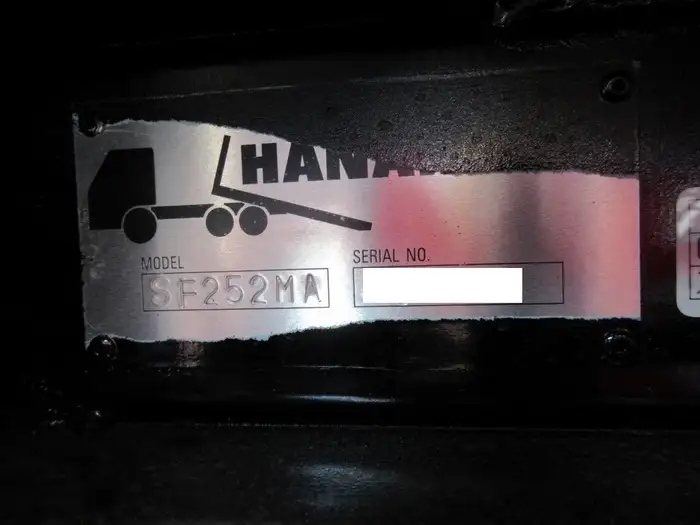 HANA
MODEL
SF252MA
SERIAL NO.